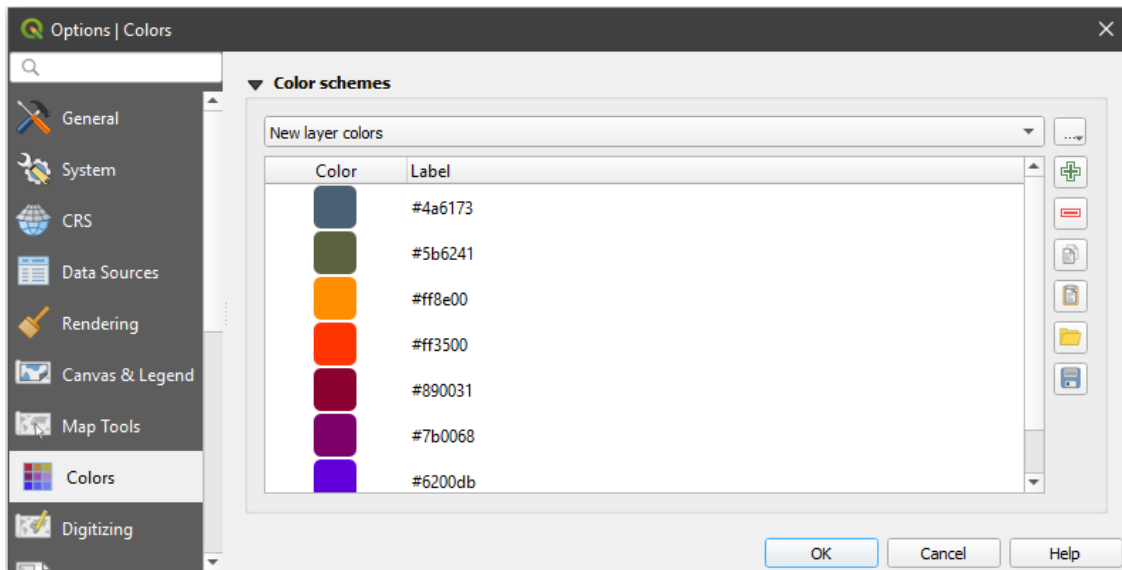 Options | Colors
General
System
CRS
Data Sources
Rendering
Canvas & Legend
Map Tools
Colors
Digitizing
Color schemes
New layer colors
...
Color Label
#4a6173
#5b6241
#ff8e00
#ff3500
#890031
#7b0068
#6200db
OK Cancel Help